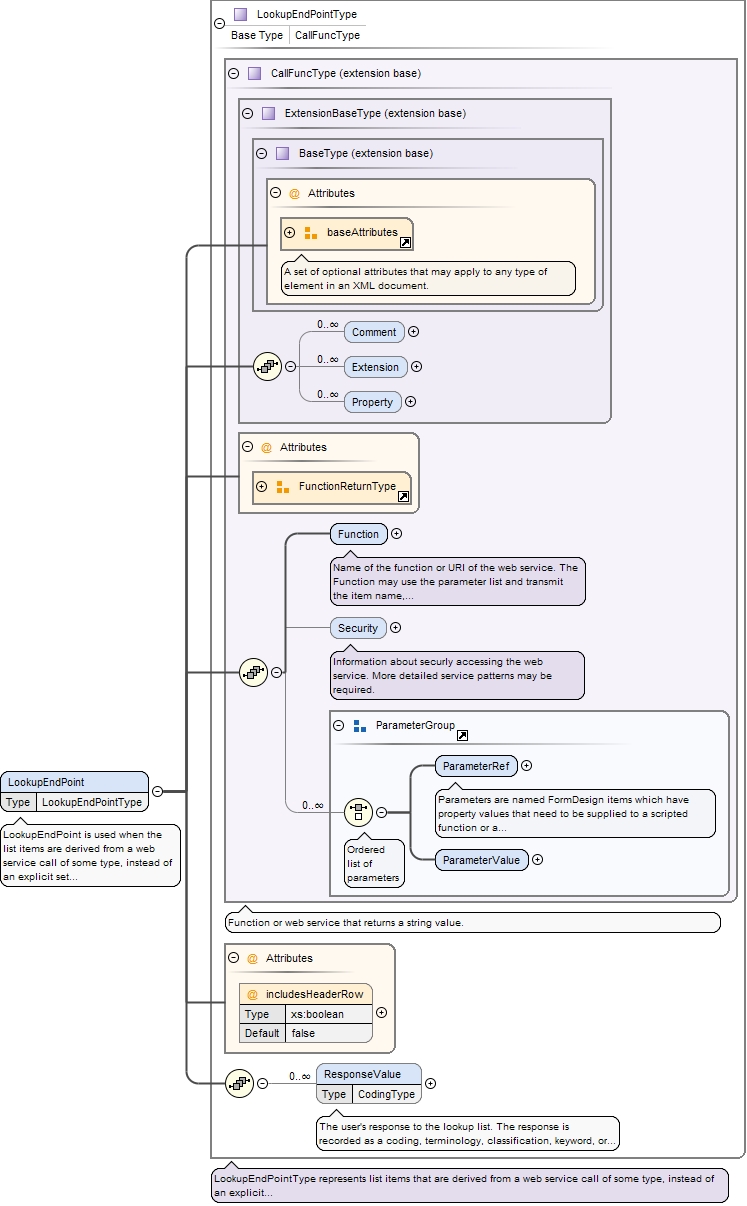 LookupEndPointType
Base Type CallFuncType
CallFuncType (extension base)
ExtensionBaseType (extension base)
BaseType (extension base)
@ Attributes
baseAttributes
A set of optional attributes that may apply to any type of
element in an XML document.
0..∞
Comment
0..∞
Extension
0..∞
Property
@ Attributes
FunctionReturnType
Function
Name of the function or URI of the web service. The
Function may use the parameter list and transmit
the item name,...
Security
Information about securly accessing the web
service. More detailed service patterns may be
required.
ParameterGroup
ParameterRef
Parameters are named FormDesign items which have
property values that need to be supplied to a scripted
function or a...
0..∞
Ordered
list of
parameters
ParameterValue
LookupEndPoint
Type LookupEndPointType
LookupEndPoint is used when the
list items are derived from a web
service call of some type, instead of
an explicit set...
Function or web service that returns a string value.
@ Attributes
@ includesHeaderRow
Type xs:boolean
Default false
0..∞
ResponseValue
Type CodingType
The user's response to the lookup list. The response is
recorded as a coding, terminology, classification, keyword, or...
LookupEndPointType represents list items that are derived from a web service call of some type, instead of
an explicit...